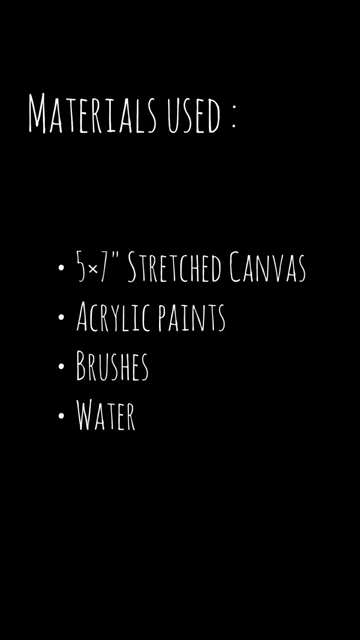 Materials used :
• 5×7" Stretched Canvas
• Acrylic paints
• Brushes
• Water